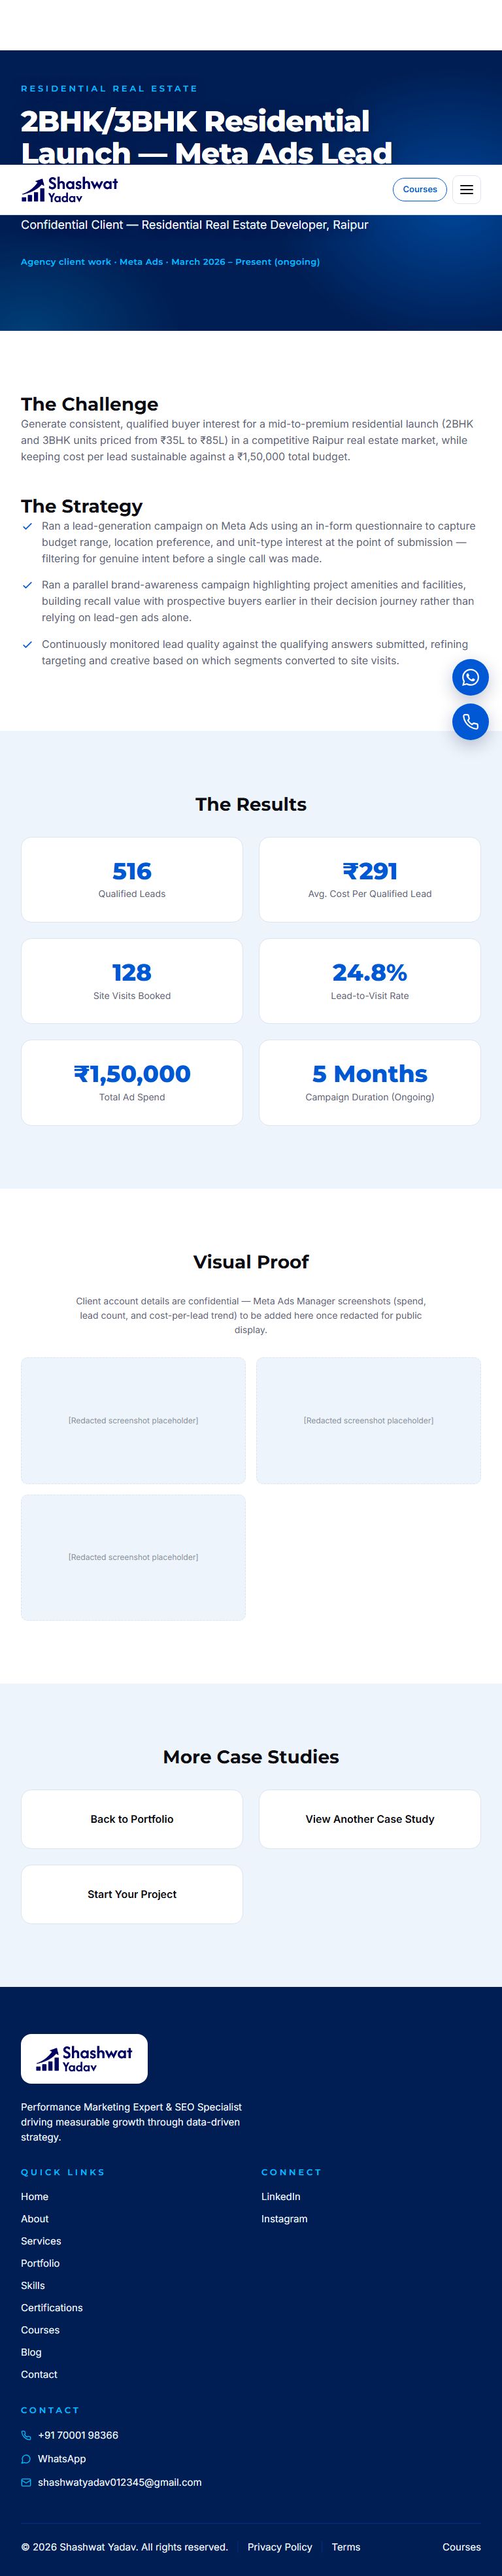 RESIDENTIAL REAL ESTATE
2BHK/3BHK Residential
Launch — Meta Ads Lead
Shashwat
Yadav
Courses
Confidential Client — Residential Real Estate Developer, Raipur
Agency client work · Meta Ads · March 2026 – Present (ongoing)
The Challenge
Generate consistent, qualified buyer interest for a mid-to-premium residential launch (2BHK
and 3BHK units priced from ₹35L to ₹85L) in a competitive Raipur real estate market, while
keeping cost per lead sustainable against a ₹1,50,000 total budget.
The Strategy
Ran a lead-generation campaign on Meta Ads using an in-form questionnaire to capture
budget range, location preference, and unit-type interest at the point of submission —
filtering for genuine intent before a single call was made.
Ran a parallel brand-awareness campaign highlighting project amenities and facilities,
building recall value with prospective buyers earlier in their decision journey rather than
relying on lead-gen ads alone.
Continuously monitored lead quality against the qualifying answers submitted, refining
targeting and creative based on which segments converted to site visits.
The Results
516
Qualified Leads
₹291
Avg. Cost Per Qualified Lead
128
Site Visits Booked
24.8%
Lead-to-Visit Rate
₹1,50,000
Total Ad Spend
5 Months
Campaign Duration (Ongoing)
Visual Proof
Client account details are confidential — Meta Ads Manager screenshots (spend,
lead count, and cost-per-lead trend) to be added here once redacted for public
display.
[Redacted screenshot placeholder]
[Redacted screenshot placeholder]
[Redacted screenshot placeholder]
More Case Studies
Back to Portfolio
View Another Case Study
Start Your Project
Shashwat
Yadav
Performance Marketing Expert & SEO Specialist
driving measurable growth through data-driven
strategy.
QUICK LINKS
Home
About
Services
Portfolio
Skills
Certifications
Courses
Blog
Contact
CONNECT
LinkedIn
Instagram
CONTACT
+91 70001 98366
WhatsApp
shashwatyadav012345@gmail.com
© 2026 Shashwat Yadav. All rights reserved.
Privacy Policy
Terms
Courses